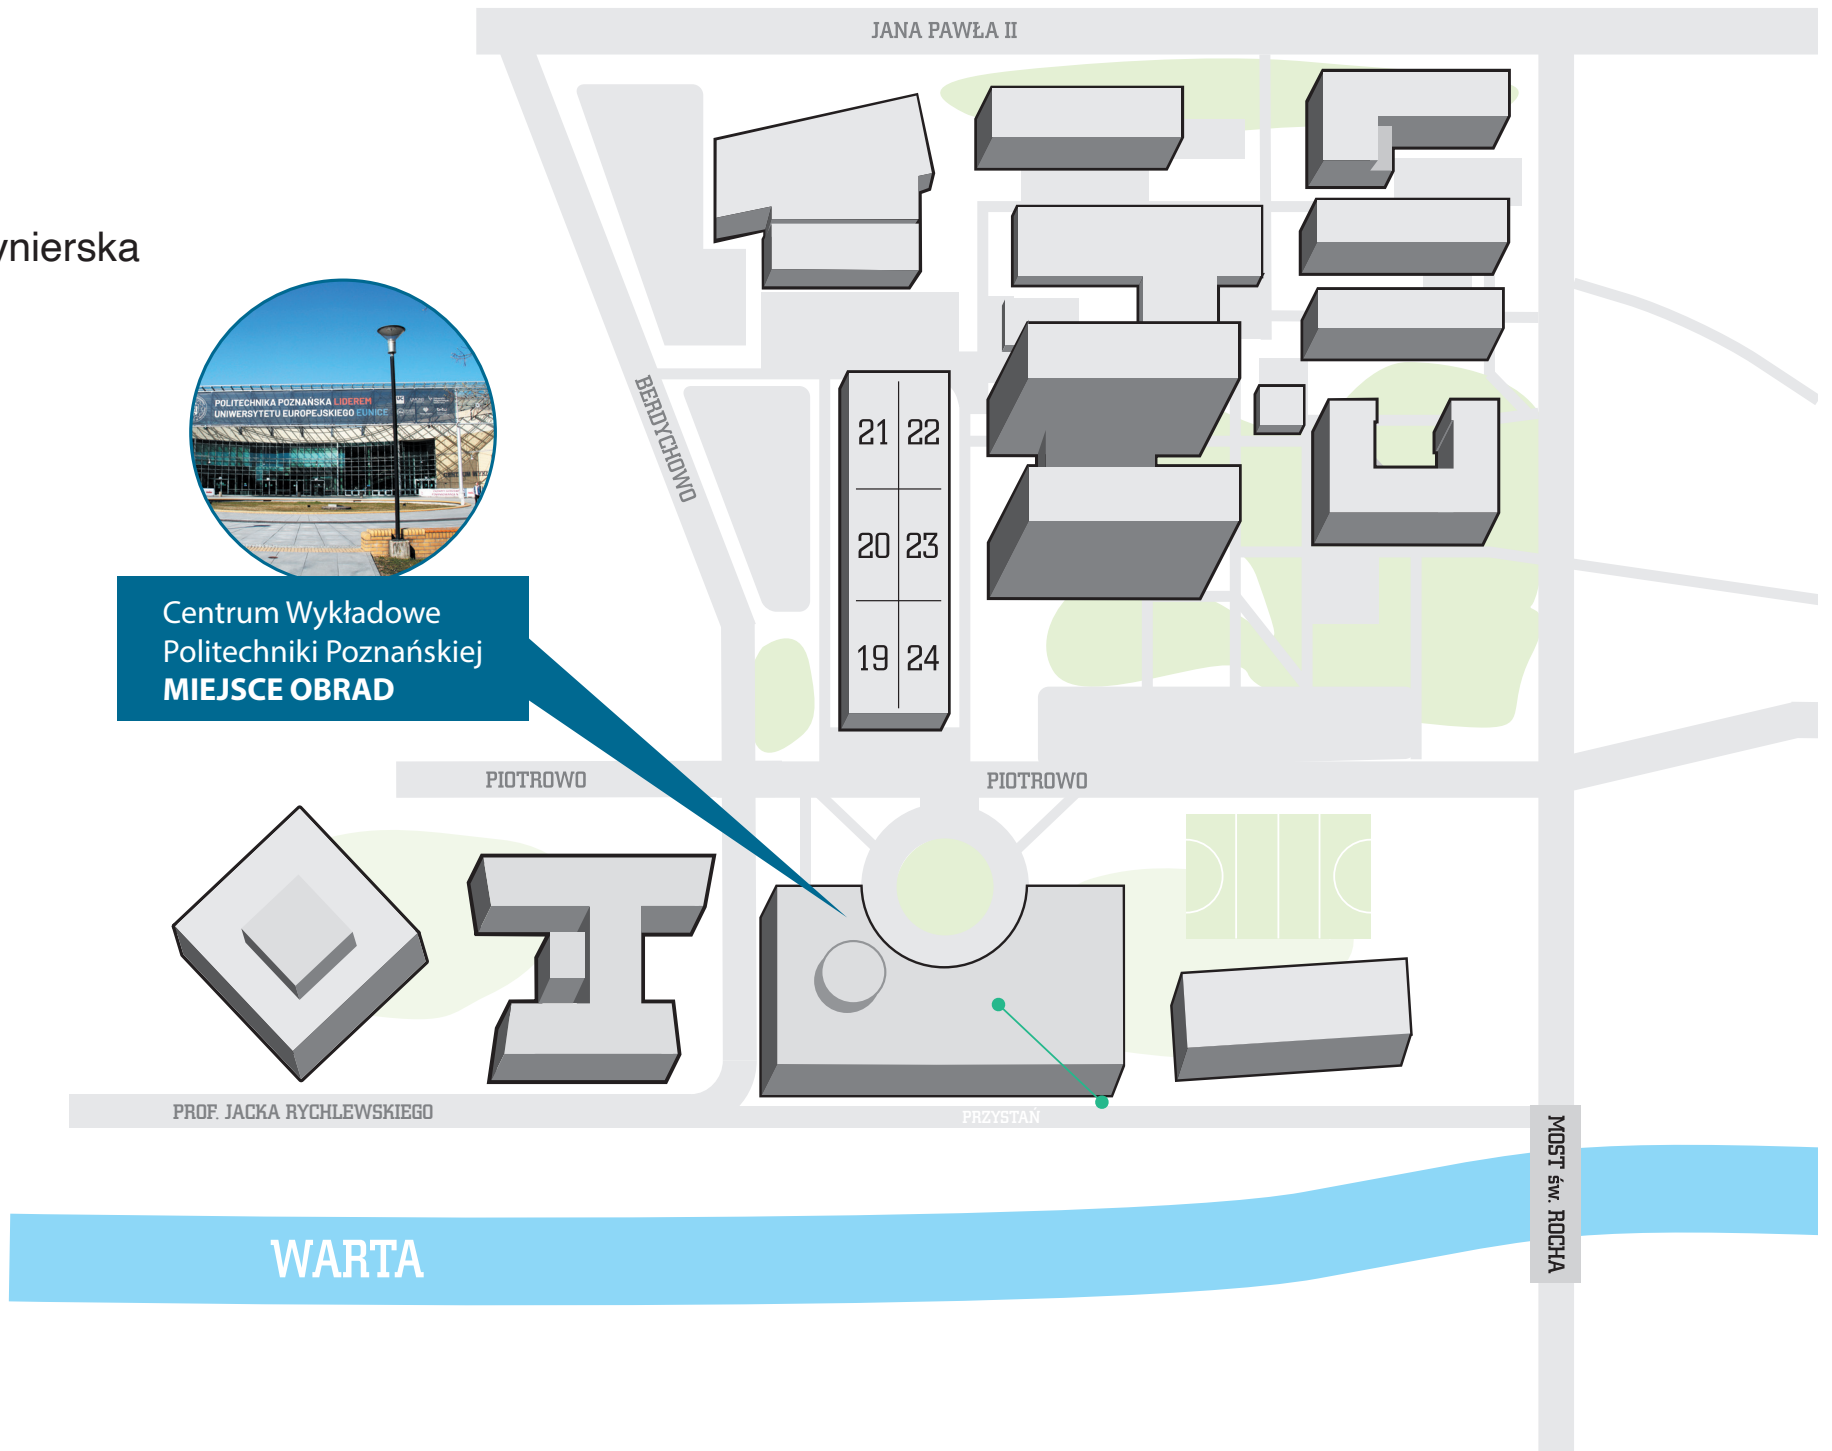 JANA PAWŁA II
ynierska
POLITECHNIKA POZNAŃSKA LIDEREM
UNIWERSYTETU EUROPEJSKIEGO EUNICE
BERDYCHOWO
21 22
20 23
19 24
Centrum Wykładowe
Politechniki Poznańskiej
MIEJSCE OBRAD
PIOTROWO
PIOTROWO
PROF. JACKA RYCHLEWSKIEGO
PRZYSTAŃ
MOST św. ROCHA
WARTA